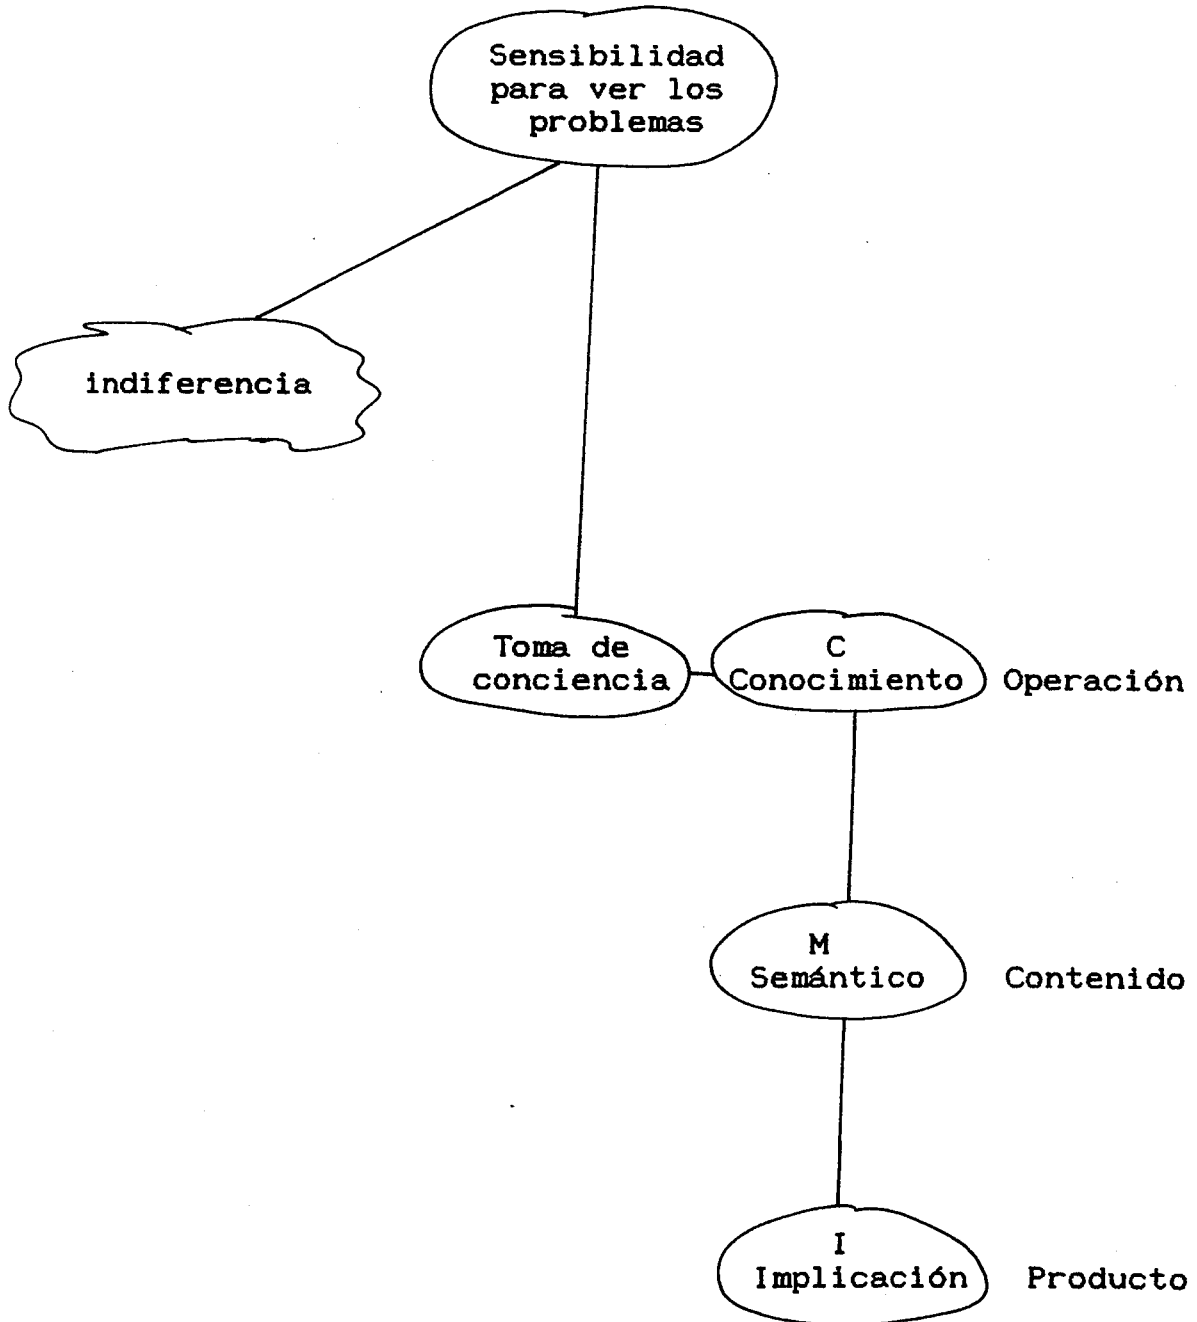 Sensibilidad
para ver los
problemas
indiferencia
Toma de
conciencia
C
Conocimiento
Operación
M
Semántico
Contenido
I
Implicación
Producto